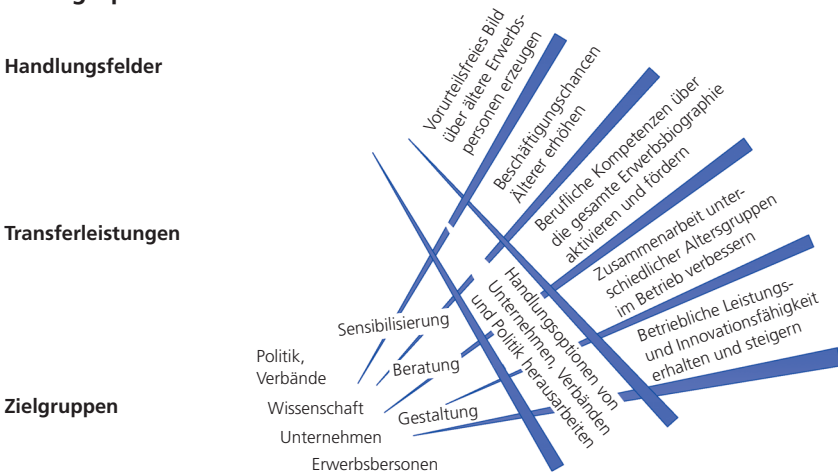 Handlungsfelder
Vorurteilsfreies Bild
über ältere Erwerbs-
personen erzeugen
Beschäftigungschancen
Älterer erhöhen
Berufliche Kompetenzen über
die gesamte Erwerbsbiographie
aktivieren und fördern
Zusammenarbeit unter-
schiedlicher Altersgruppen
im Betrieb verbessern
Betriebliche Leistungs-
und Innovationsfähigkeit
erhalten und steigern
Handlungsoptionen von
Unternehmen, Verbänden
und Politik herausarbeiten
Transferleistungen
Sensibilisierung
Beratung
Gestaltung
Zielgruppen
Politik,
Verbände
Wissenschaft
Unternehmen
Erwerbsbersonen